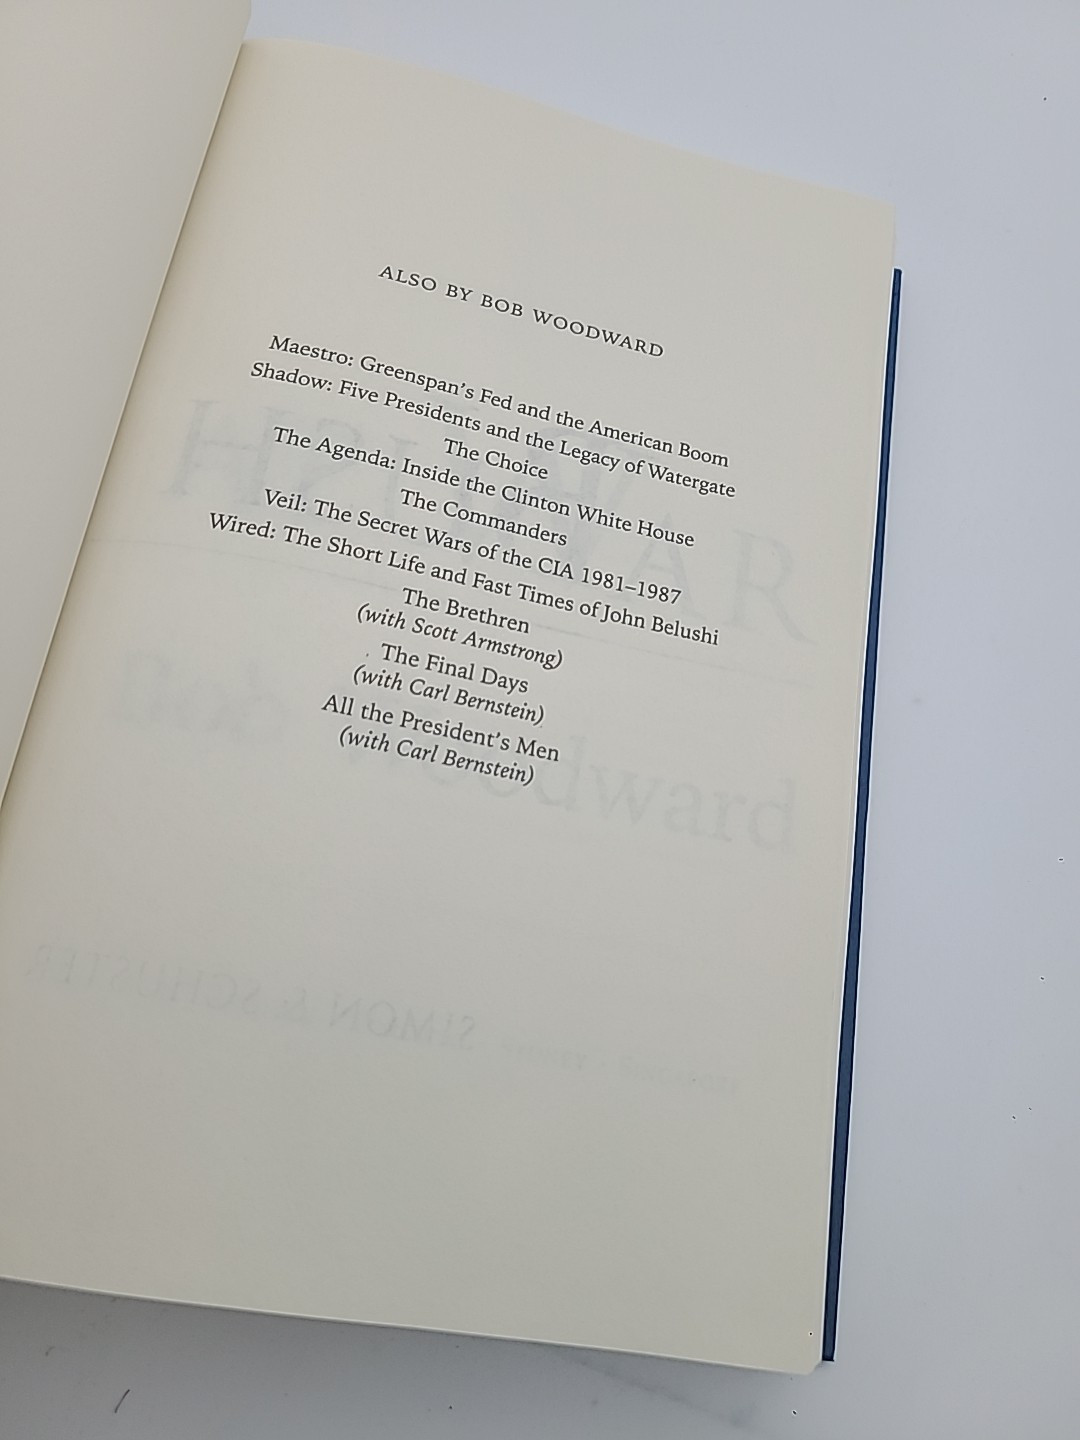 ALSO BY BOB WOODWARD
Maestro: Greenspan's Fed and the American Boom
Shadow: Five Presidents and the Legacy of Watergate
The Choice
The Agenda: Inside the Clinton White House
The Commanders
Veil: The Secret Wars of the CIA 1981–1987
Wired: The Short Life and Fast Times of John Belushi
The Brethren
(with Scott Armstrong)
The Final Days
(with Carl Bernstein)
All the President's Men
(with Carl Bernstein)
SIMON & SCHUSTER